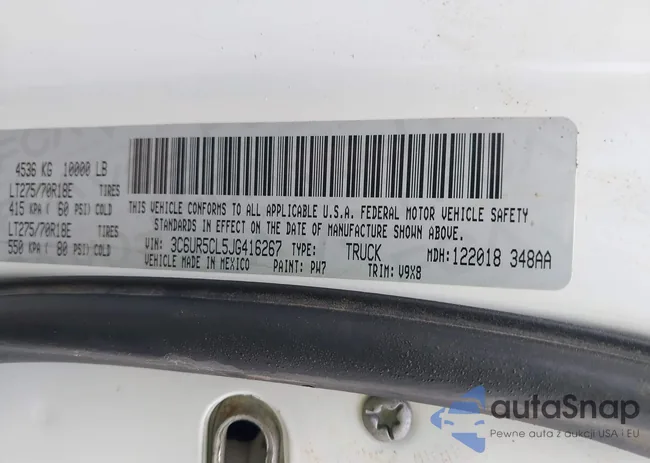 4536 KG 10000 LB
LT275/70R18E TIRES
415 KPA ( 60 PSI) COLD
LT275/70R18E TIRES
550 KPA ( 80 PSI) COLD
THIS VEHICLE CONFORMS TO ALL APPLICABLE U.S.A. FEDERAL MOTOR VEHICLE SAFETY
STANDARDS IN EFFECT ON THE DATE OF MANUFACTURE SHOWN ABOVE
VIN: 3C6UR5CL5JG416267 TYPE: TRUCK MDH: 122018 348AA
VEHICLE MADE IN MEXICO PAINT: PW7 TRIM: V9X8
autoSnap
Pewne auta z aukcji USA i EU